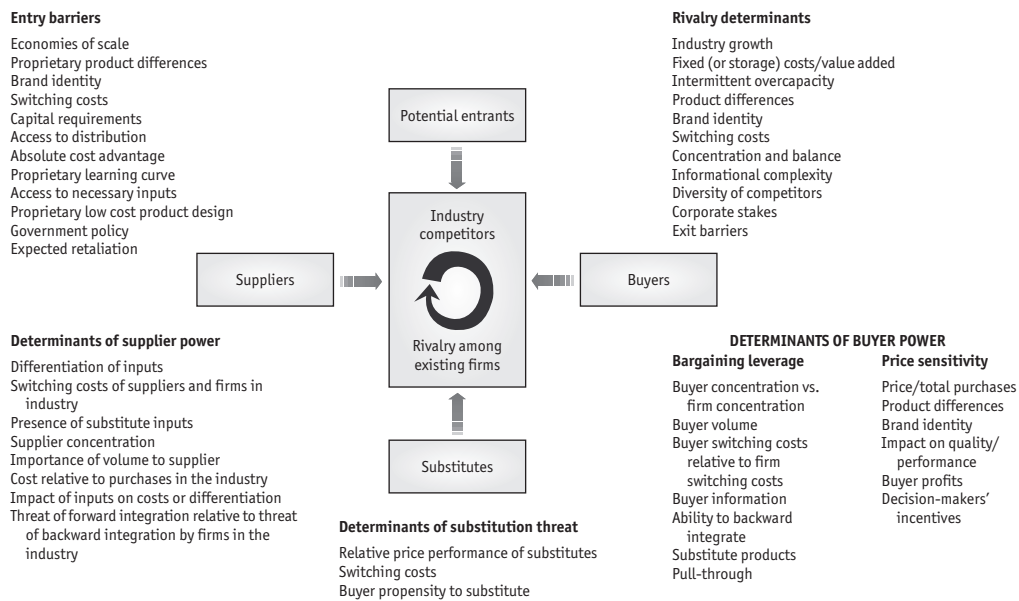 Entry barriers
Economies of scale
Proprietary product differences
Brand identity
Switching costs
Capital requirements
Access to distribution
Absolute cost advantage
Proprietary learning curve
Access to necessary inputs
Proprietary low cost product design
Government policy
Expected retaliation
Rivalry determinants
Industry growth
Fixed (or storage) costs/value added
Intermittent overcapacity
Product differences
Brand identity
Switching costs
Concentration and balance
Informational complexity
Diversity of competitors
Corporate stakes
Exit barriers
Potential entrants
Suppliers
Industry
competitors
Rivalry among
existing firms
Buyers
Substitutes
Determinants of supplier power
Differentiation of inputs
Switching costs of suppliers and firms in
industry
Presence of substitute inputs
Supplier concentration
Importance of volume to supplier
Cost relative to purchases in the industry
Impact of inputs on costs or differentiation
Threat of forward integration relative to threat
of backward integration by firms in the
industry
Determinants of substitution threat
Relative price performance of substitutes
Switching costs
Buyer propensity to substitute
DETERMINANTS OF BUYER POWER
Bargaining leverage
Buyer concentration vs.
firm concentration
Buyer volume
Buyer switching costs
relative to firm
switching costs
Buyer information
Ability to backward
integrate
Substitute products
Pull-through
Price sensitivity
Price/total purchases
Product differences
Brand identity
Impact on quality/
performance
Buyer profits
Decision-makers’
incentives